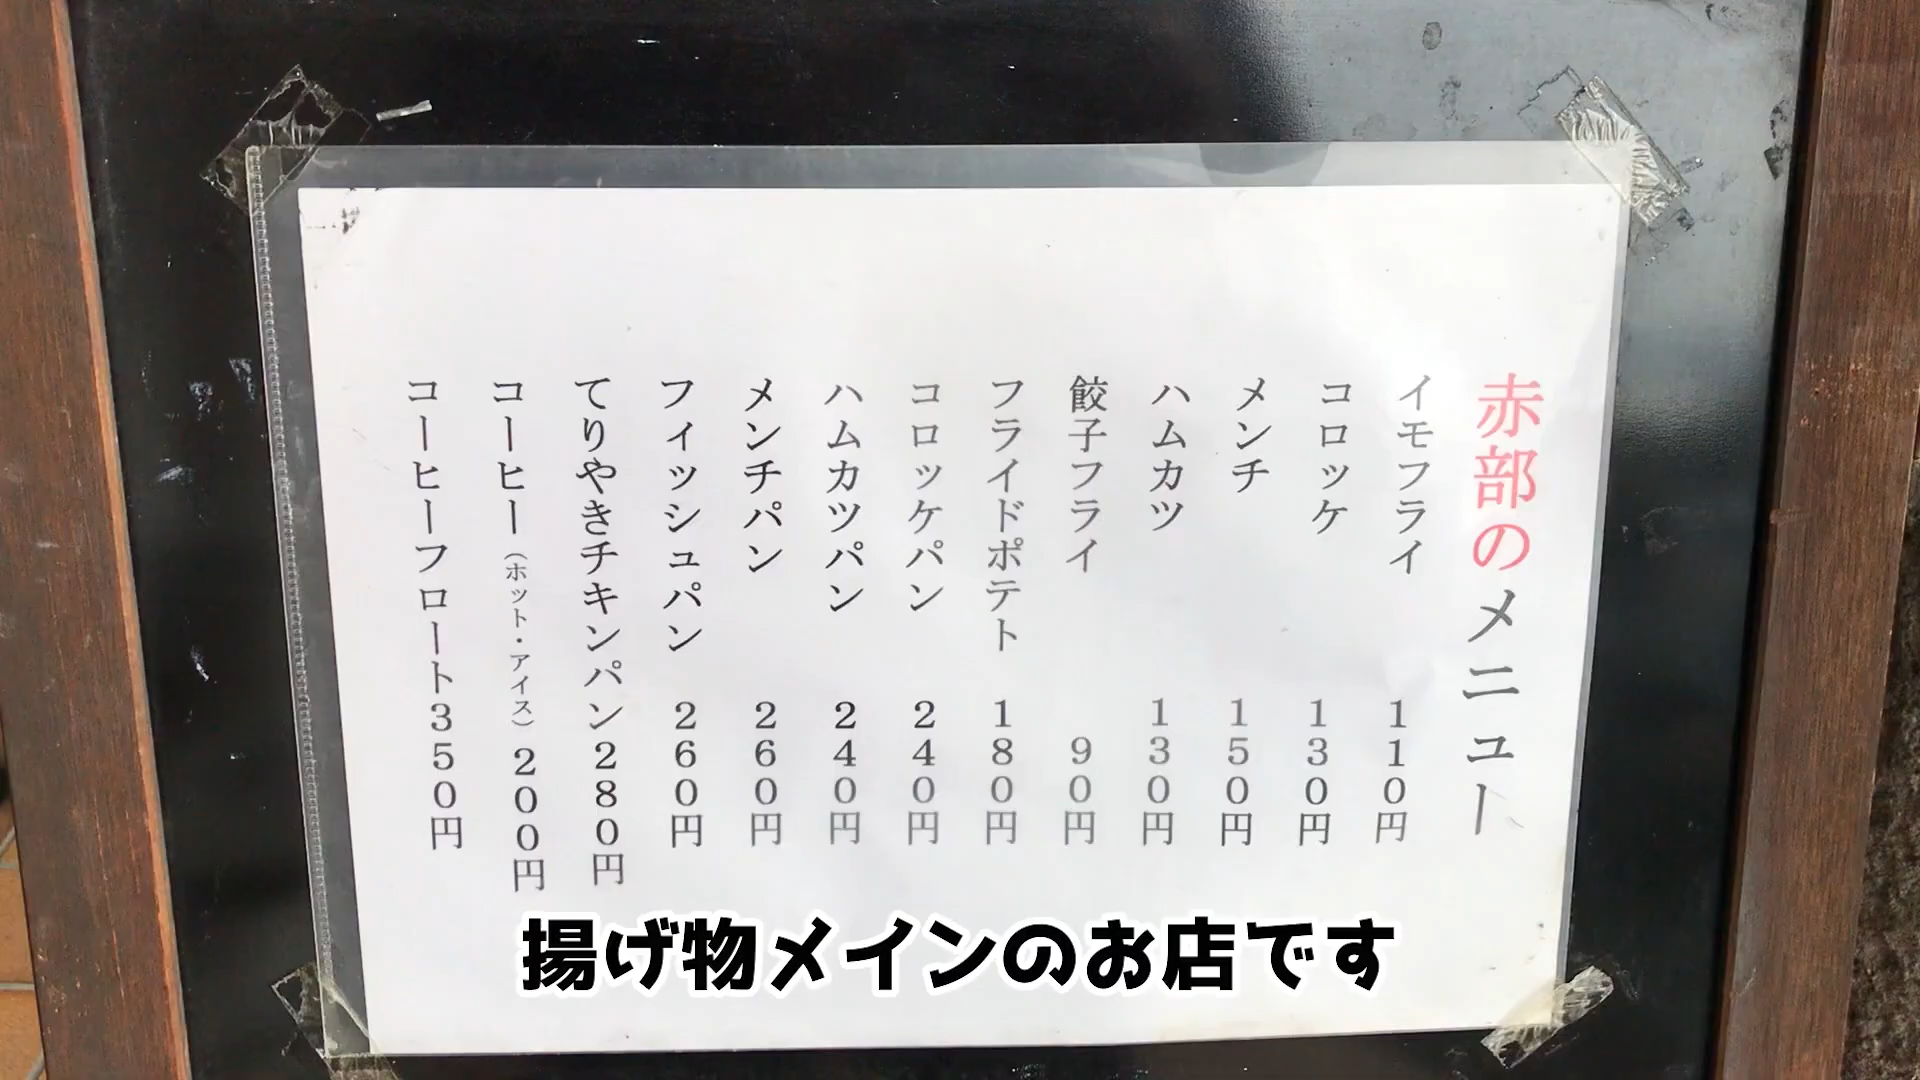 赤部のメニュー
イモフライ 110円
コロッケ 130円
メンチ 150円
ハムカツ 130円
餃子フライ 90円
フライドポテト 180円
コロッケパン 240円
ハムカツパン 240円
メンチパン 260円
フィッシュパン 260円
てりやきチキンパン280円
コーヒー（ホット・アイス）200円
コーヒーフロート350円
揚げ物メインのお店です